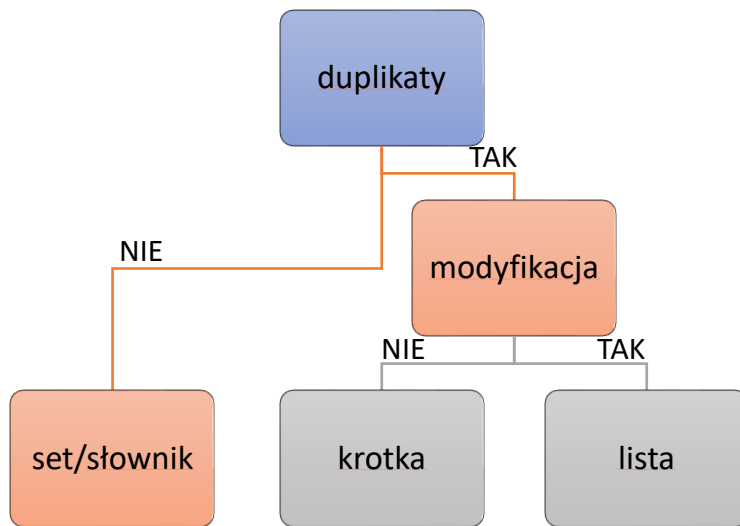 duplikaty
TAK
NIE
modyfikacja
NIE
TAK
set/słownik
krotka
lista